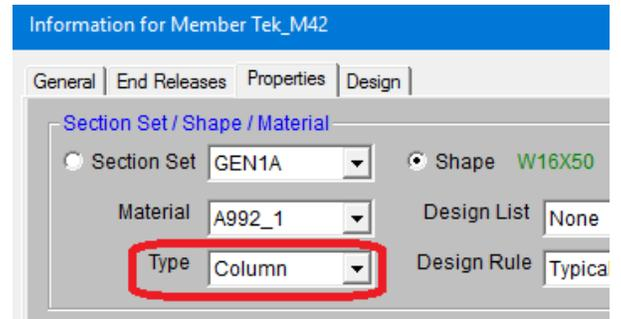 Information for Member Tek_M42
General End Releases Properties Design
Section Set / Shape / Material
Section Set GEN1A Shape W16X50
Material A992_1 Design List None
Type Column Design Rule Typical